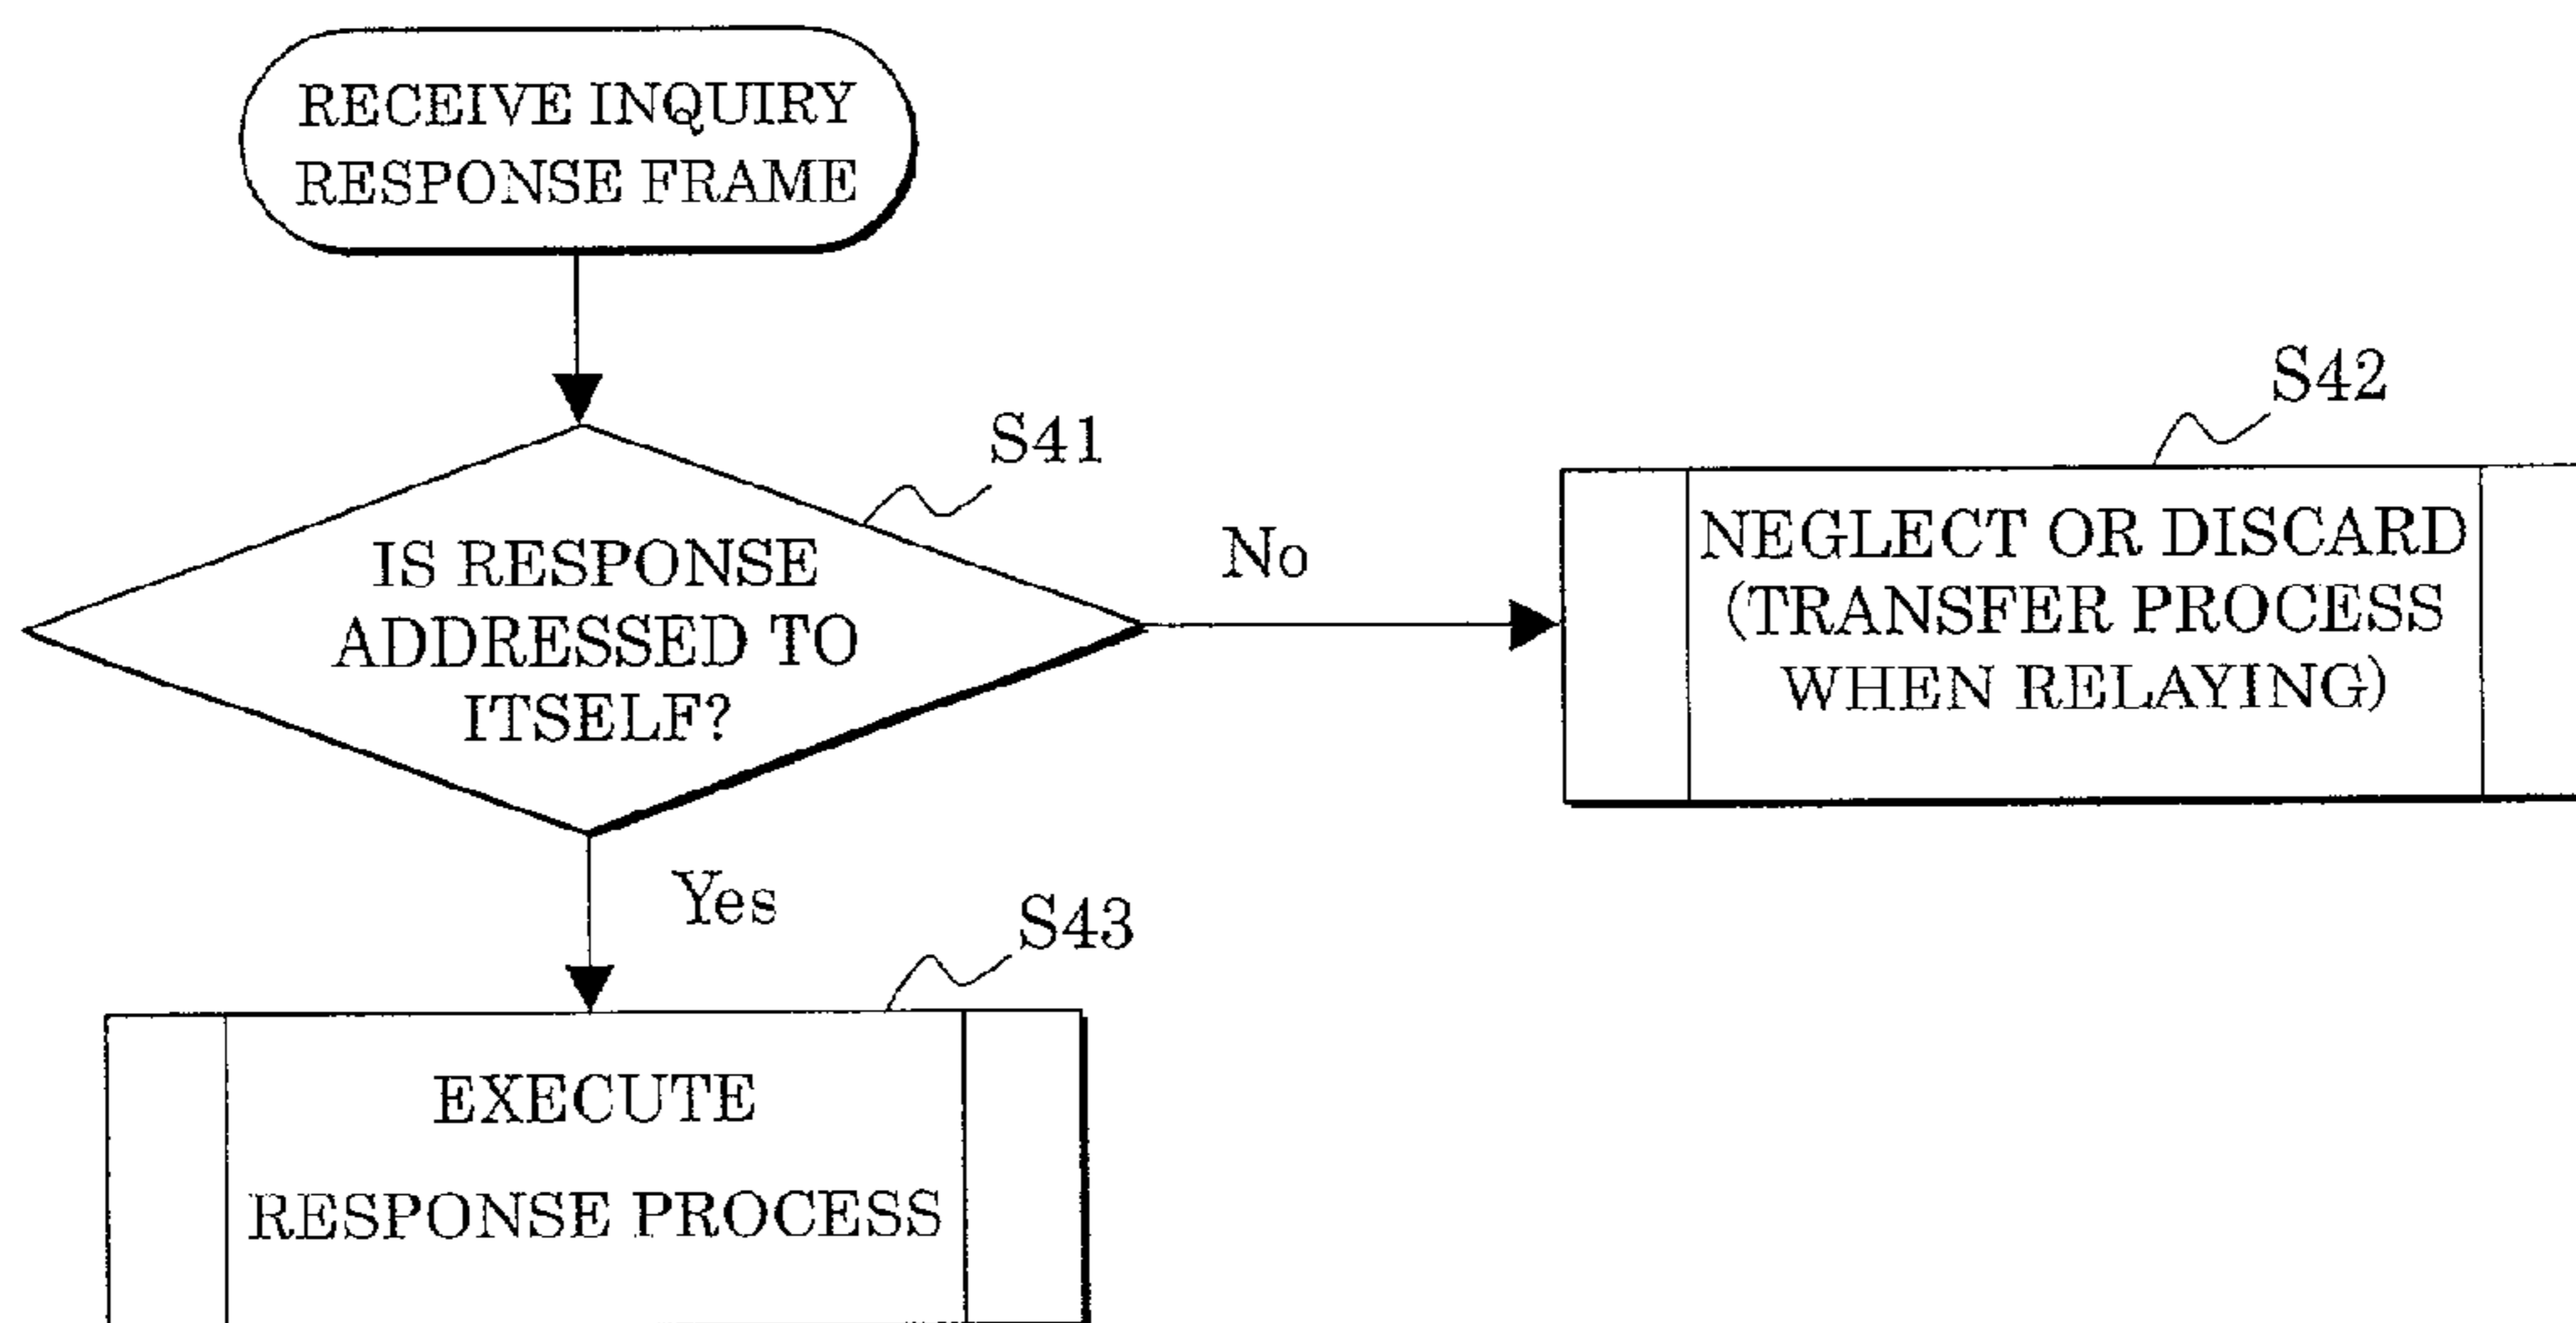 RECEIVE INQUIRY
RESPONSE FRAME
S41
IS RESPONSE
ADDRESSED TO
ITSELF?
No
S42
NEGLECT OR DISCARD
(TRANSFER PROCESS
WHEN RELAYING)
Yes
S43
EXECUTE
RESPONSE PROCESS